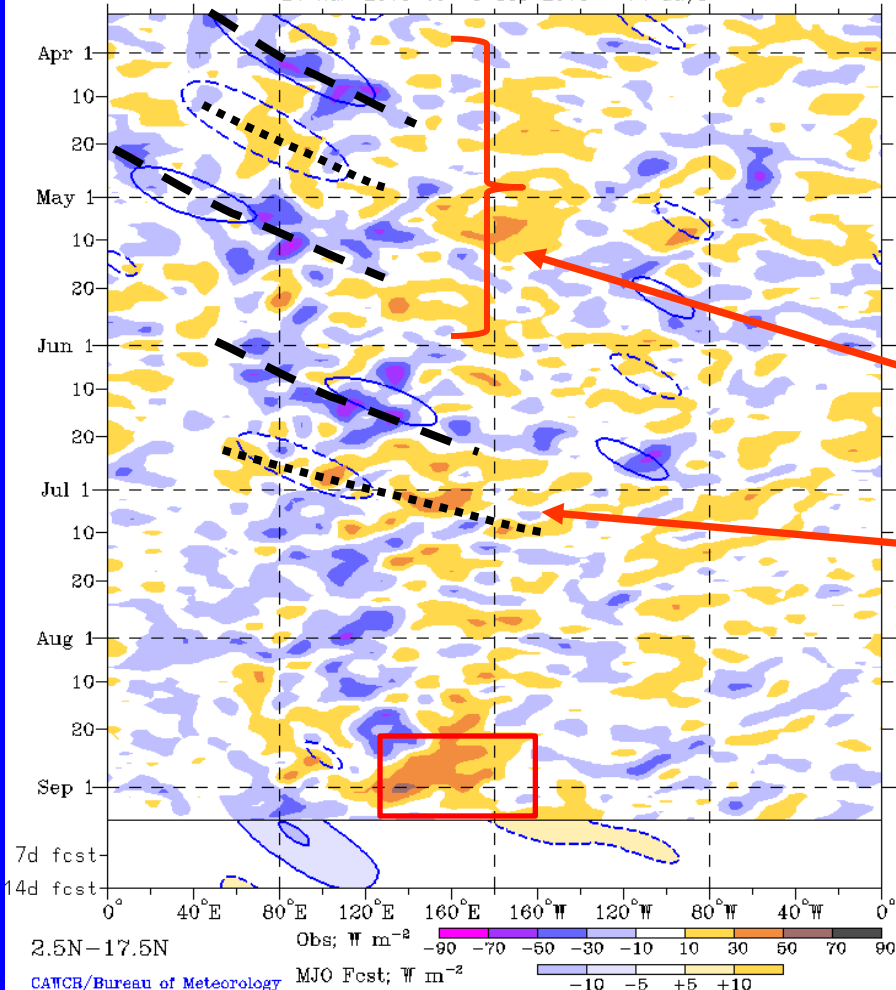 Apr 1
10
20
May 1
10
20
Jun 1
10
20
Jul 1
10
20
Aug 1
10
20
Sep 1
7d fcst
14d fcst
0° 40°E 80°E 120°E 160°E 160°W 120°W 80°W 40°W 0°
2.5N-17.5N
Obs; W m⁻²
-90 -70 -50 -30 -10 10 30 50 70 90
CAWCR/Bureau of Meteorology
MJO Fcst; W m⁻²
-10 -5 +5 +10